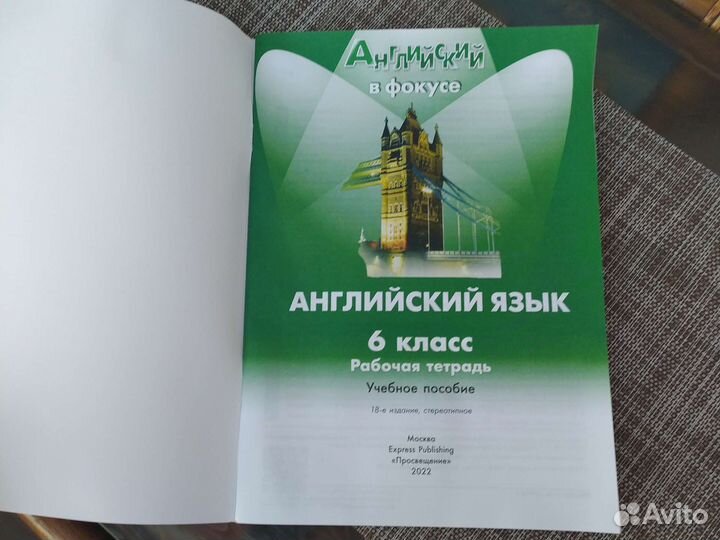 Английский
в фокусе
АНГЛИЙСКИЙ ЯЗЫК
6 класс
Рабочая тетрадь
Учебное пособие
18-е издание, стереотипное
Москва
Express Publishing
«Просвещение»
2022
Avito